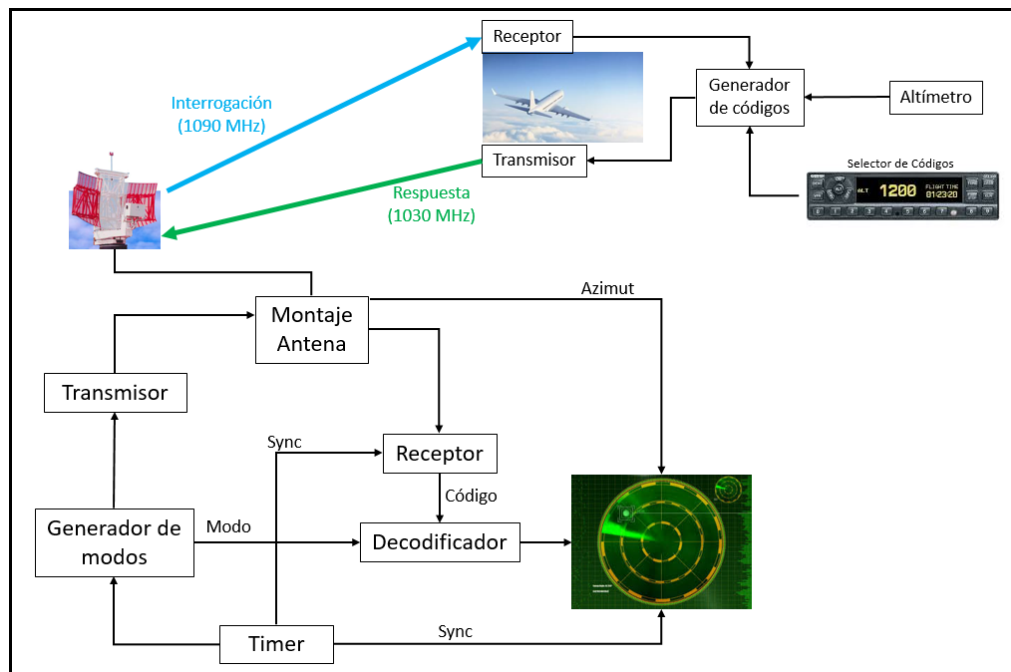 Receptor
Interrogación
(1090 MHz)
Generador
de códigos
Altímetro
Transmisor
Selector de Códigos
Respuesta
(1030 MHz)
ALT
1200
FLIGHT TIME
01:23:20
Azimut
Montaje
Antena
Transmisor
Sync
Receptor
Código
Generador de
modos
Modo
Decodificador
Timer
Sync